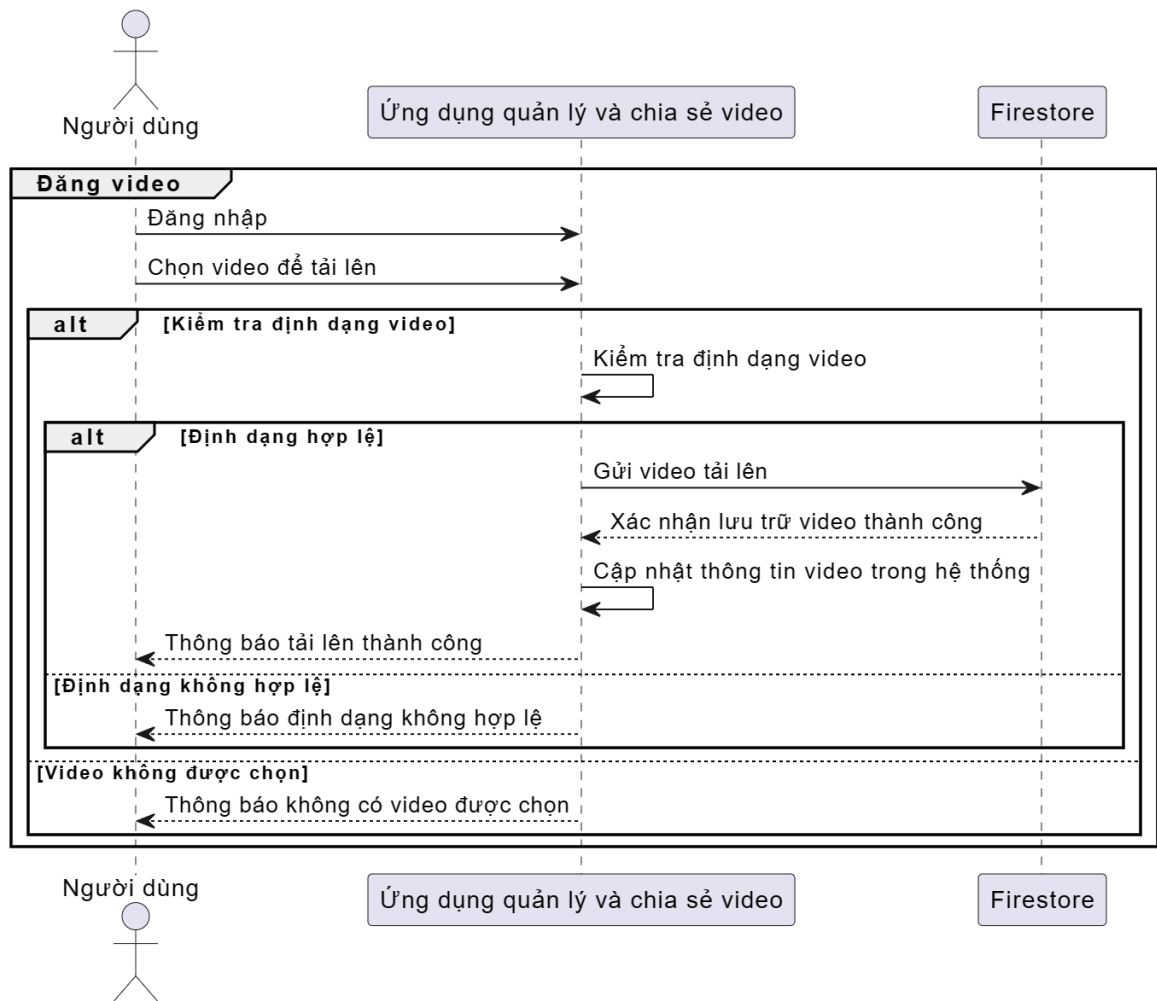 Người dùng
Ứng dụng quản lý và chia sẻ video
Firestore
Đăng video
Đăng nhập
Chọn video để tải lên
alt
[Kiểm tra định dạng video]
Kiểm tra định dạng video
alt
[Định dạng hợp lệ]
Gửi video tải lên
Xác nhận lưu trữ video thành công
Cập nhật thông tin video trong hệ thống
Thông báo tải lên thành công
[Định dạng không hợp lệ]
Thông báo định dạng không hợp lệ
[Video không được chọn]
Thông báo không có video được chọn
Người dùng
Ứng dụng quản lý và chia sẻ video
Firestore